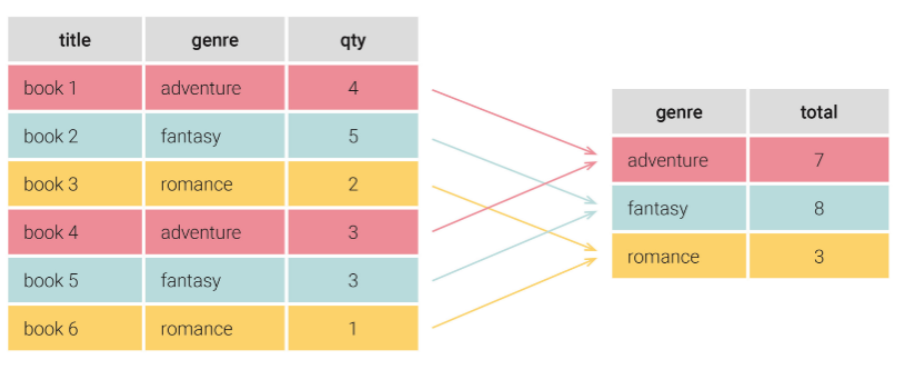 title genre qty
book 1 adventure 4
book 2 fantasy 5
book 3 romance 2
book 4 adventure 3
book 5 fantasy 3
book 6 romance 1
genre total
adventure 7
fantasy 8
romance 3